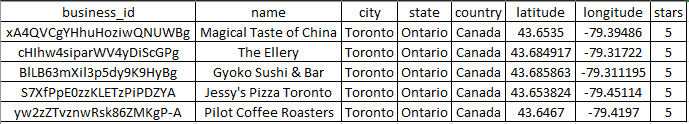 business_id name city state country latitude longitude stars
xA4QVCgYHhuHoziwQNUWBg Magical Taste of China Toronto Ontario Canada 43.6535 -79.39486 5
cHIhw4siparWV4yDiScGPg The Ellery Toronto Ontario Canada 43.684917 -79.31722 5
BlLB63mXil3p5dy9K9HyBg Gyoko Sushi & Bar Toronto Ontario Canada 43.685863 -79.311195 5
S7XfPpE0zzKLETzPiPDZYA Jessy's Pizza Toronto Toronto Ontario Canada 43.653824 -79.45114 5
yw2zZTvznwRsk86ZMKgP-A Pilot Coffee Roasters Toronto Ontario Canada 43.6467 -79.4197 5